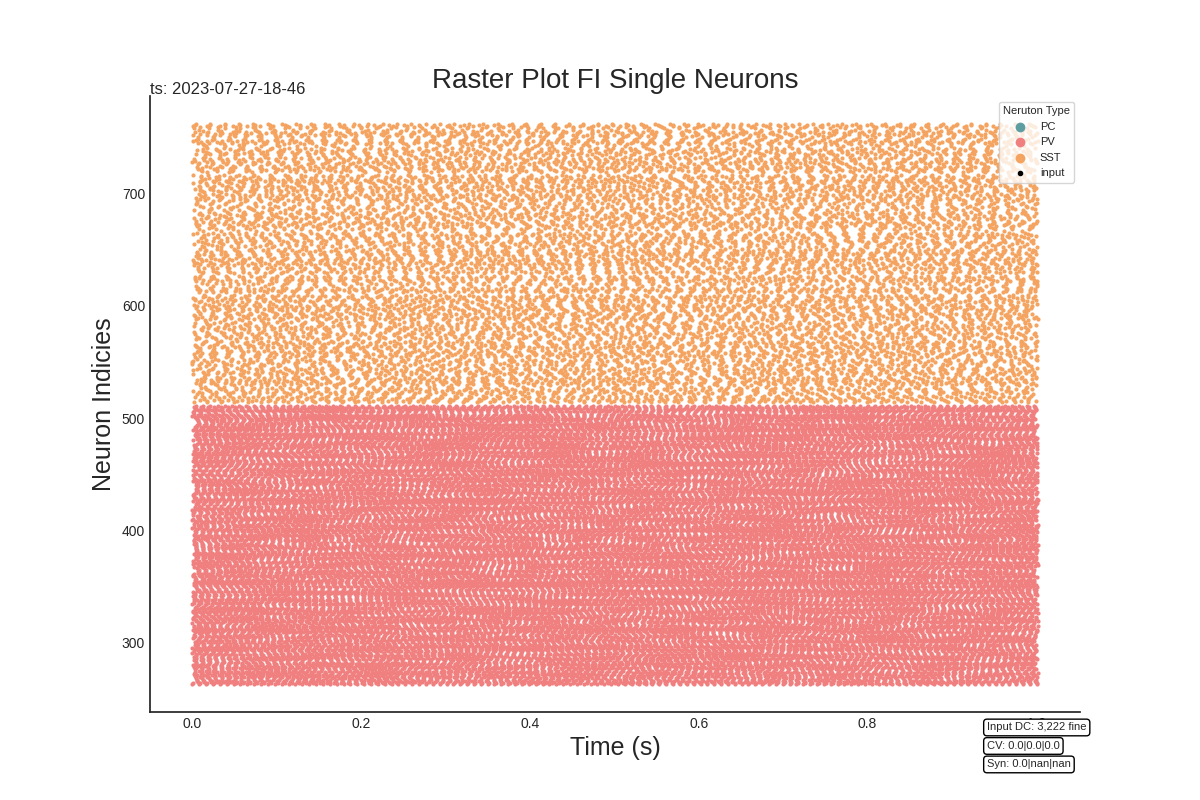 Raster Plot FI Single Neurons
ts: 2023-07-27-18-46
Neruton Type
PC
PV
SST
input
700
600
500
400
300
Neuron Indicies
0.0 0.2 0.4 0.6 0.8
Time (s)
Input DC: 3,222 fine
CV: 0.0|0.0|0.0
Syn: 0.0|nan|nan